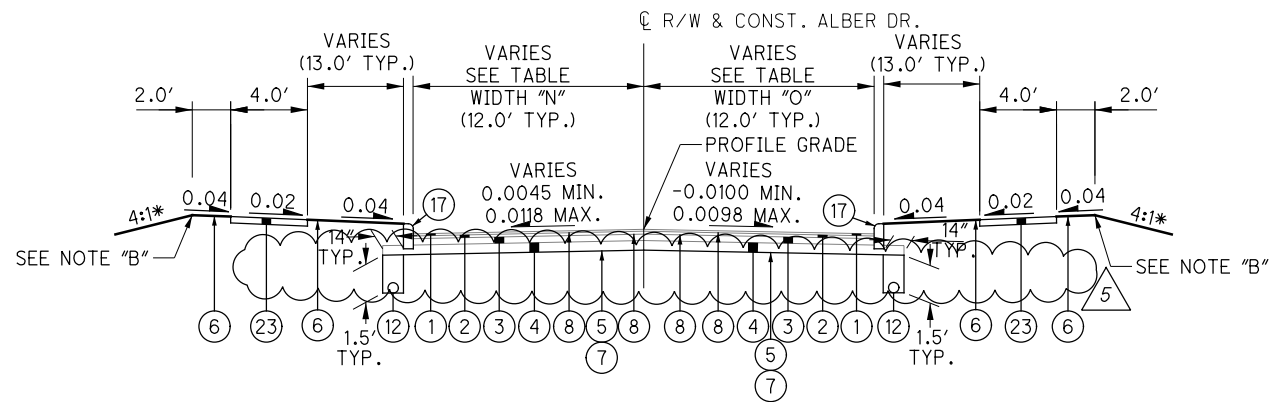 ℄ R/W & CONST. ALBER DR.
VARIES
(13.0' TYP.)
VARIES
SEE TABLE
WIDTH "N"
(12.0' TYP.)
VARIES
SEE TABLE
WIDTH "O"
(12.0' TYP.)
VARIES
(13.0' TYP.)
2.0'
4.0'
4.0'
2.0'
PROFILE GRADE
VARIES
0.0045 MIN.
0.0118 MAX.
VARIES
-0.0100 MIN.
0.0098 MAX.
4:1*
0.04
0.02
0.04
17
17
0.04
0.02
0.04
4:1*
SEE NOTE "B"
14"
TYP.
14"
TYP.
SEE NOTE "B"
5
6
23
6
12
1
2
3
4
8
5
8
8
8
4
3
2
1
12
6
23
6
7
5
7
1.5'
TYP.
1.5'
TYP.